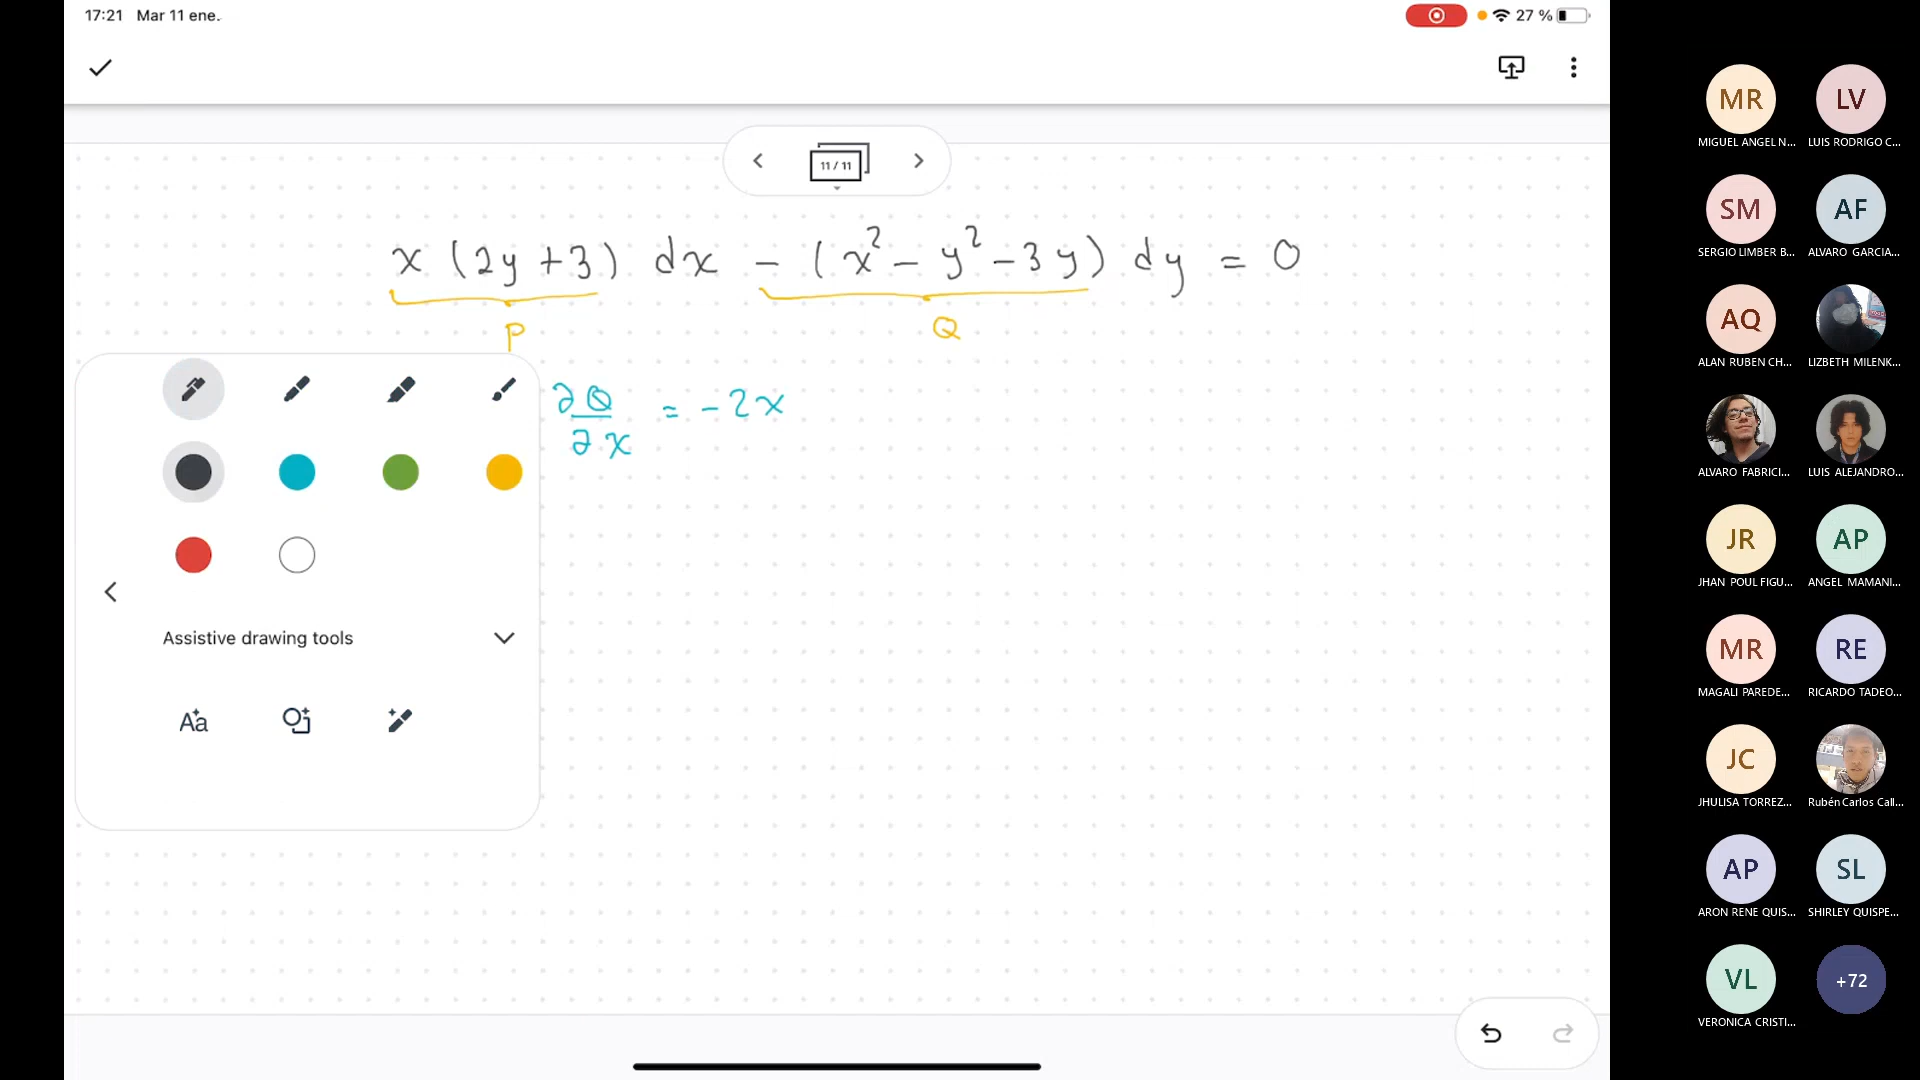 17:21 Mar 11 ene.
27 %
11 / 11
x (2y + 3) dx - (x² - y² - 3y) dy = 0
P
Q
∂Q/∂x = - 2x
Assistive drawing tools
Aa
MR
LV
MIGUEL ANGEL N...
LUIS RODRIGO C...
SM
AF
SERGIO LIMBER B...
ALVARO GARCIA...
AQ
ALAN RUBEN CH...
LIZBETH MILENK...
ALVARO FABRICI...
LUIS ALEJANDRO...
JR
AP
JHAN POUL FIGU...
ANGEL MAMANI...
MR
RE
MAGALI PAREDE...
RICARDO TADEO...
JC
JHULISA TORREZ...
Rubén Carlos Call...
AP
SL
ARON RENE QUIS...
SHIRLEY QUISPE...
VL
+72
VERONICA CRISTI...